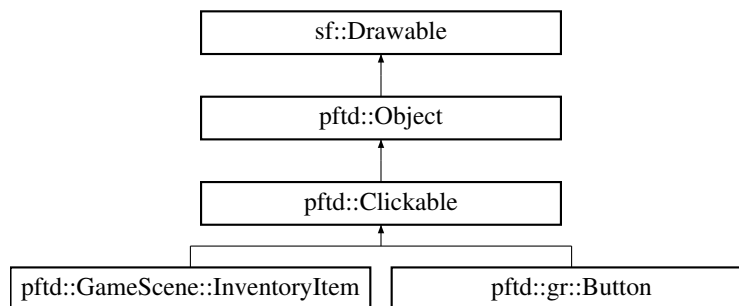 sf::Drawable
pftd::Object
pftd::Clickable
pftd::GameScene::InventoryItem
pftd::gr::Button